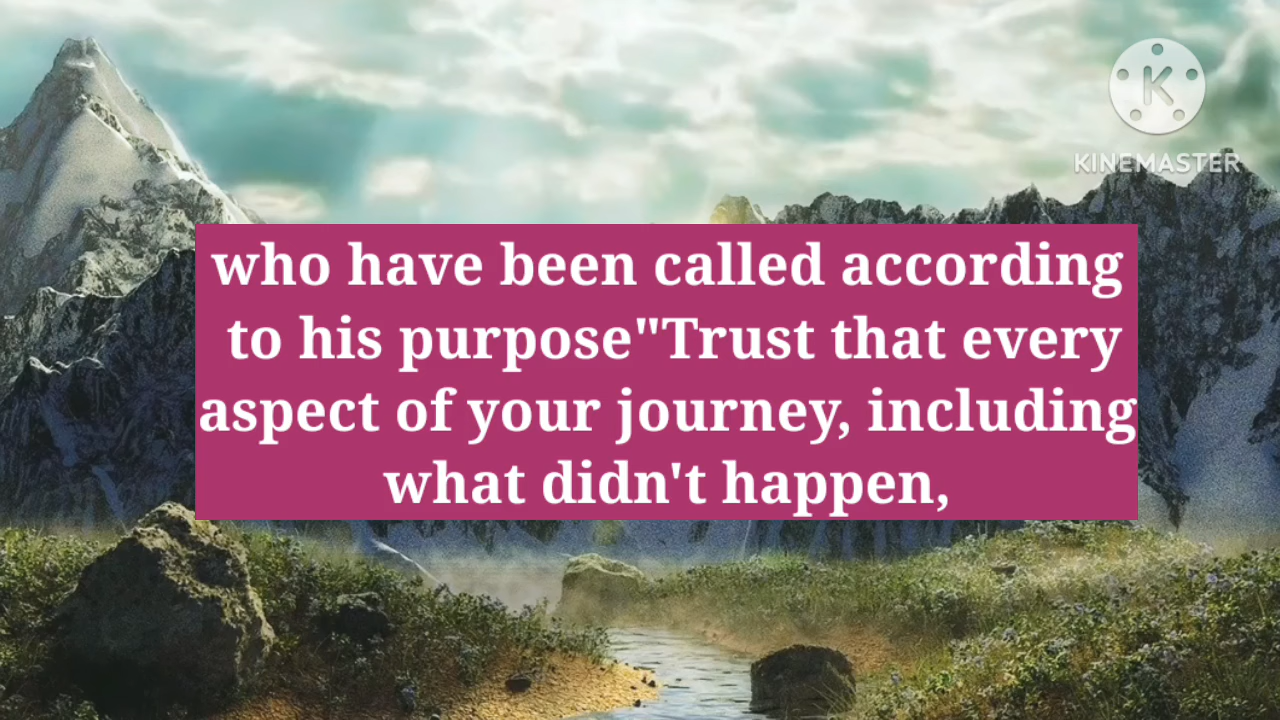 K
KINEMASTER
who have been called according
to his purpose"Trust that every
aspect of your journey, including
what didn't happen,